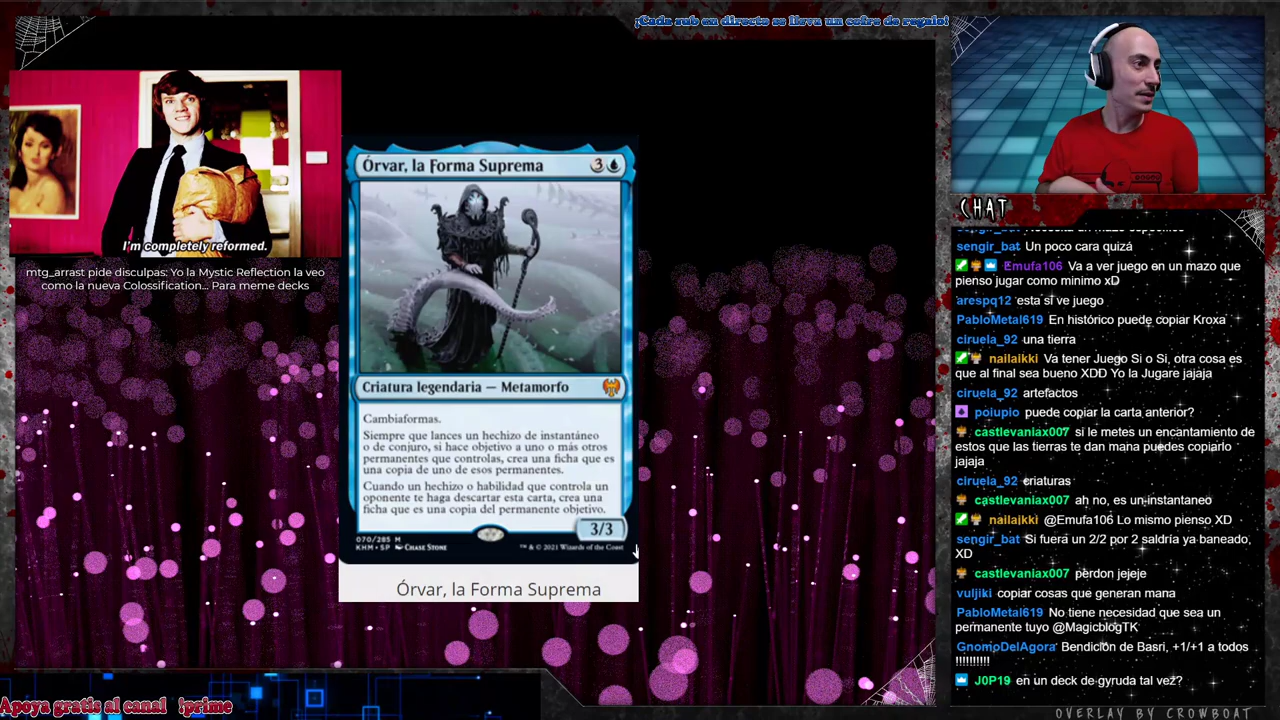 ¡Cada sub en directo se lleva un cofre de regalo!
I'm completely reformed.
mtg_arrast pide disculpas: Yo la Mystic Reflection la veo
como la nueva Colossification... Para meme decks
Órvar, la Forma Suprema
3
Criatura legendaria — Metamorfo
Cambiaformas.
Siempre que lances un hechizo de instantáneo
o de conjuro, si hace objetivo a uno o más otros
permanentes que controlas, crea una ficha que es
una copia de uno de esos permanentes.
Cuando un hechizo o habilidad que controla un
oponente te haga descartar esta carta, crea una
ficha que es una copia del permanente objetivo.
3/3
070/285 M
KHM • SP CHASE STONE
™ & © 2021 Wizards of the Coast
Órvar, la Forma Suprema
CHAT
sengir_bat Un poco cara quizá
Emufa106 Va a ver juego en un mazo que
pienso jugar como minimo xD
arespq12 esta si ve juego
PabloMetal619 En histórico puede copiar Kroxa
ciruela_92 una tierra
nailaikki Va tener Juego Si o Si, otra cosa es
que al final sea bueno XDD Yo la Jugare jajaja
ciruela_92 artefactos
poiupio puede copiar la carta anterior?
castlevaniax007 si le metes un encantamiento de
estos que las tierras te dan mana puedes copiarlo
jajaja
ciruela_92 criaturas
castlevaniax007 ah no, es un instantaneo
nailaikki @Emufa106 Lo mismo pienso XD
sengir_bat Si fuera un 2/2 por 2 saldría ya baneado,
XD
castlevaniax007 perdon jejeje
vuljiki copiar cosas que generan mana
PabloMetal619 No tiene necesidad que sea un
permanente tuyo @MagicblogTK
GnomoDelAgora Bendición de Basri, +1/+1 a todos
!!!!!!!!!!
J0P19 en un deck de gyruda tal vez?
Apoya gratis al canal !prime
OVERLAY BY CROWBOAT